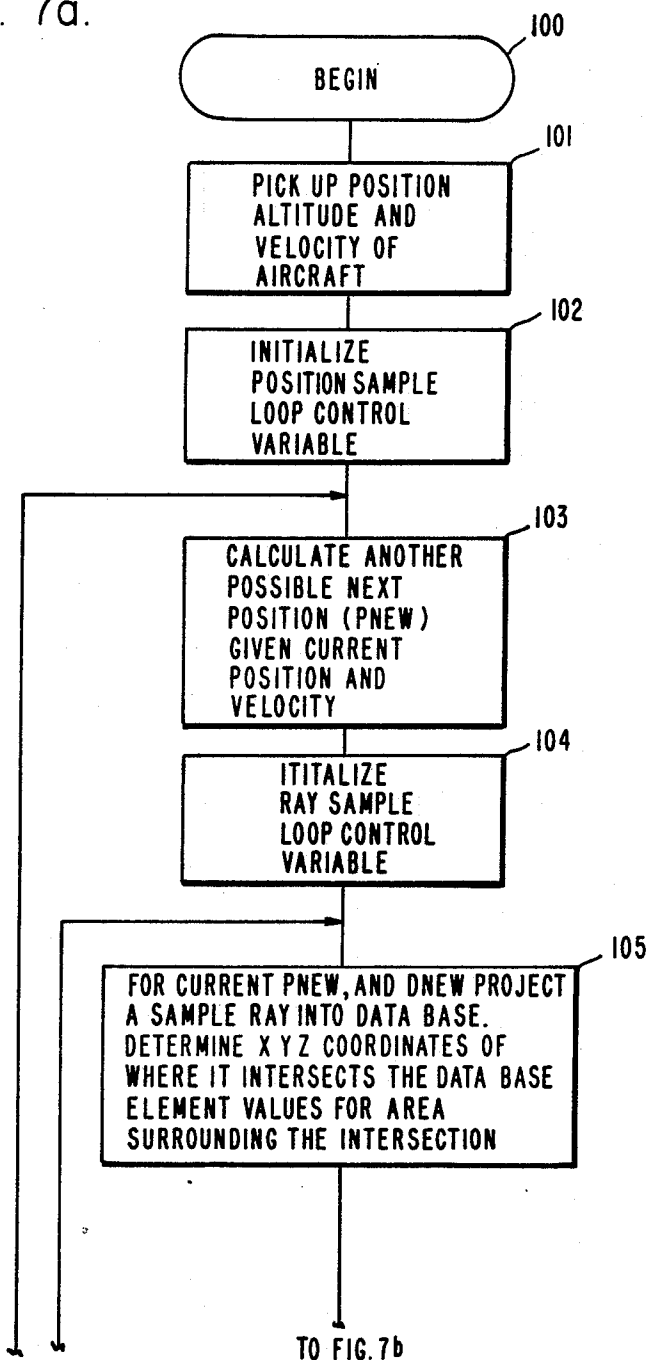 . 7a.
100
BEGIN
101
PICK UP POSITION
ALTITUDE AND
VELOCITY OF
AIRCRAFT
102
INITIALIZE
POSITION SAMPLE
LOOP CONTROL
VARIABLE
103
CALCULATE ANOTHER
POSSIBLE NEXT
POSITION (PNEW)
GIVEN CURRENT
POSITION AND
VELOCITY
104
ITITALIZE
RAY SAMPLE
LOOP CONTROL
VARIABLE
105
FOR CURRENT PNEW, AND DNEW PROJECT
A SAMPLE RAY INTO DATA BASE.
DETERMINE X Y Z COORDINATES OF
WHERE IT INTERSECTS THE DATA BASE
ELEMENT VALUES FOR AREA
SURROUNDING THE INTERSECTION
TO FIG. 7b